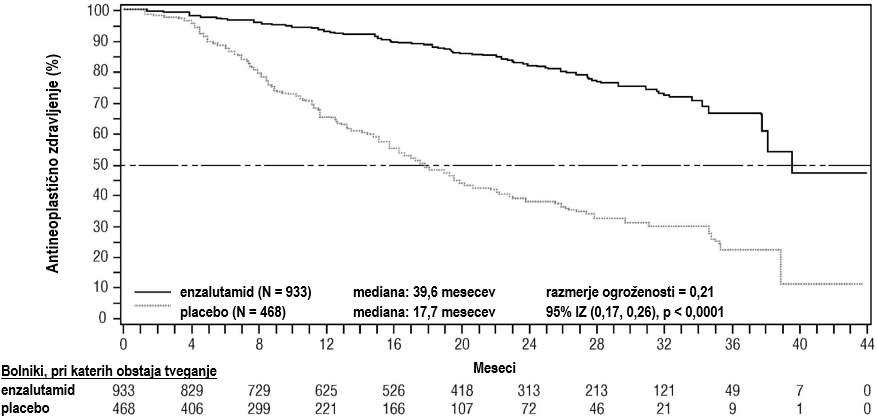 Antineoplastično zdravljenje (%)
100
90
80
70
60
50
40
30
20
10
0
enzalutamid (N = 933) mediana: 39,6 mesecev razmerje ogroženosti = 0,21
placebo (N = 468) mediana: 17,7 mesecev 95% IZ (0,17, 0,26), p < 0,0001
0 4 8 12 16 20 24 28 32 36 40 44
Meseci
Bolniki, pri katerih obstaja tveganje
enzalutamid 933 829 729 625 526 418 313 213 121 49 7 0
placebo 468 406 299 221 166 107 72 46 21 9 1 0